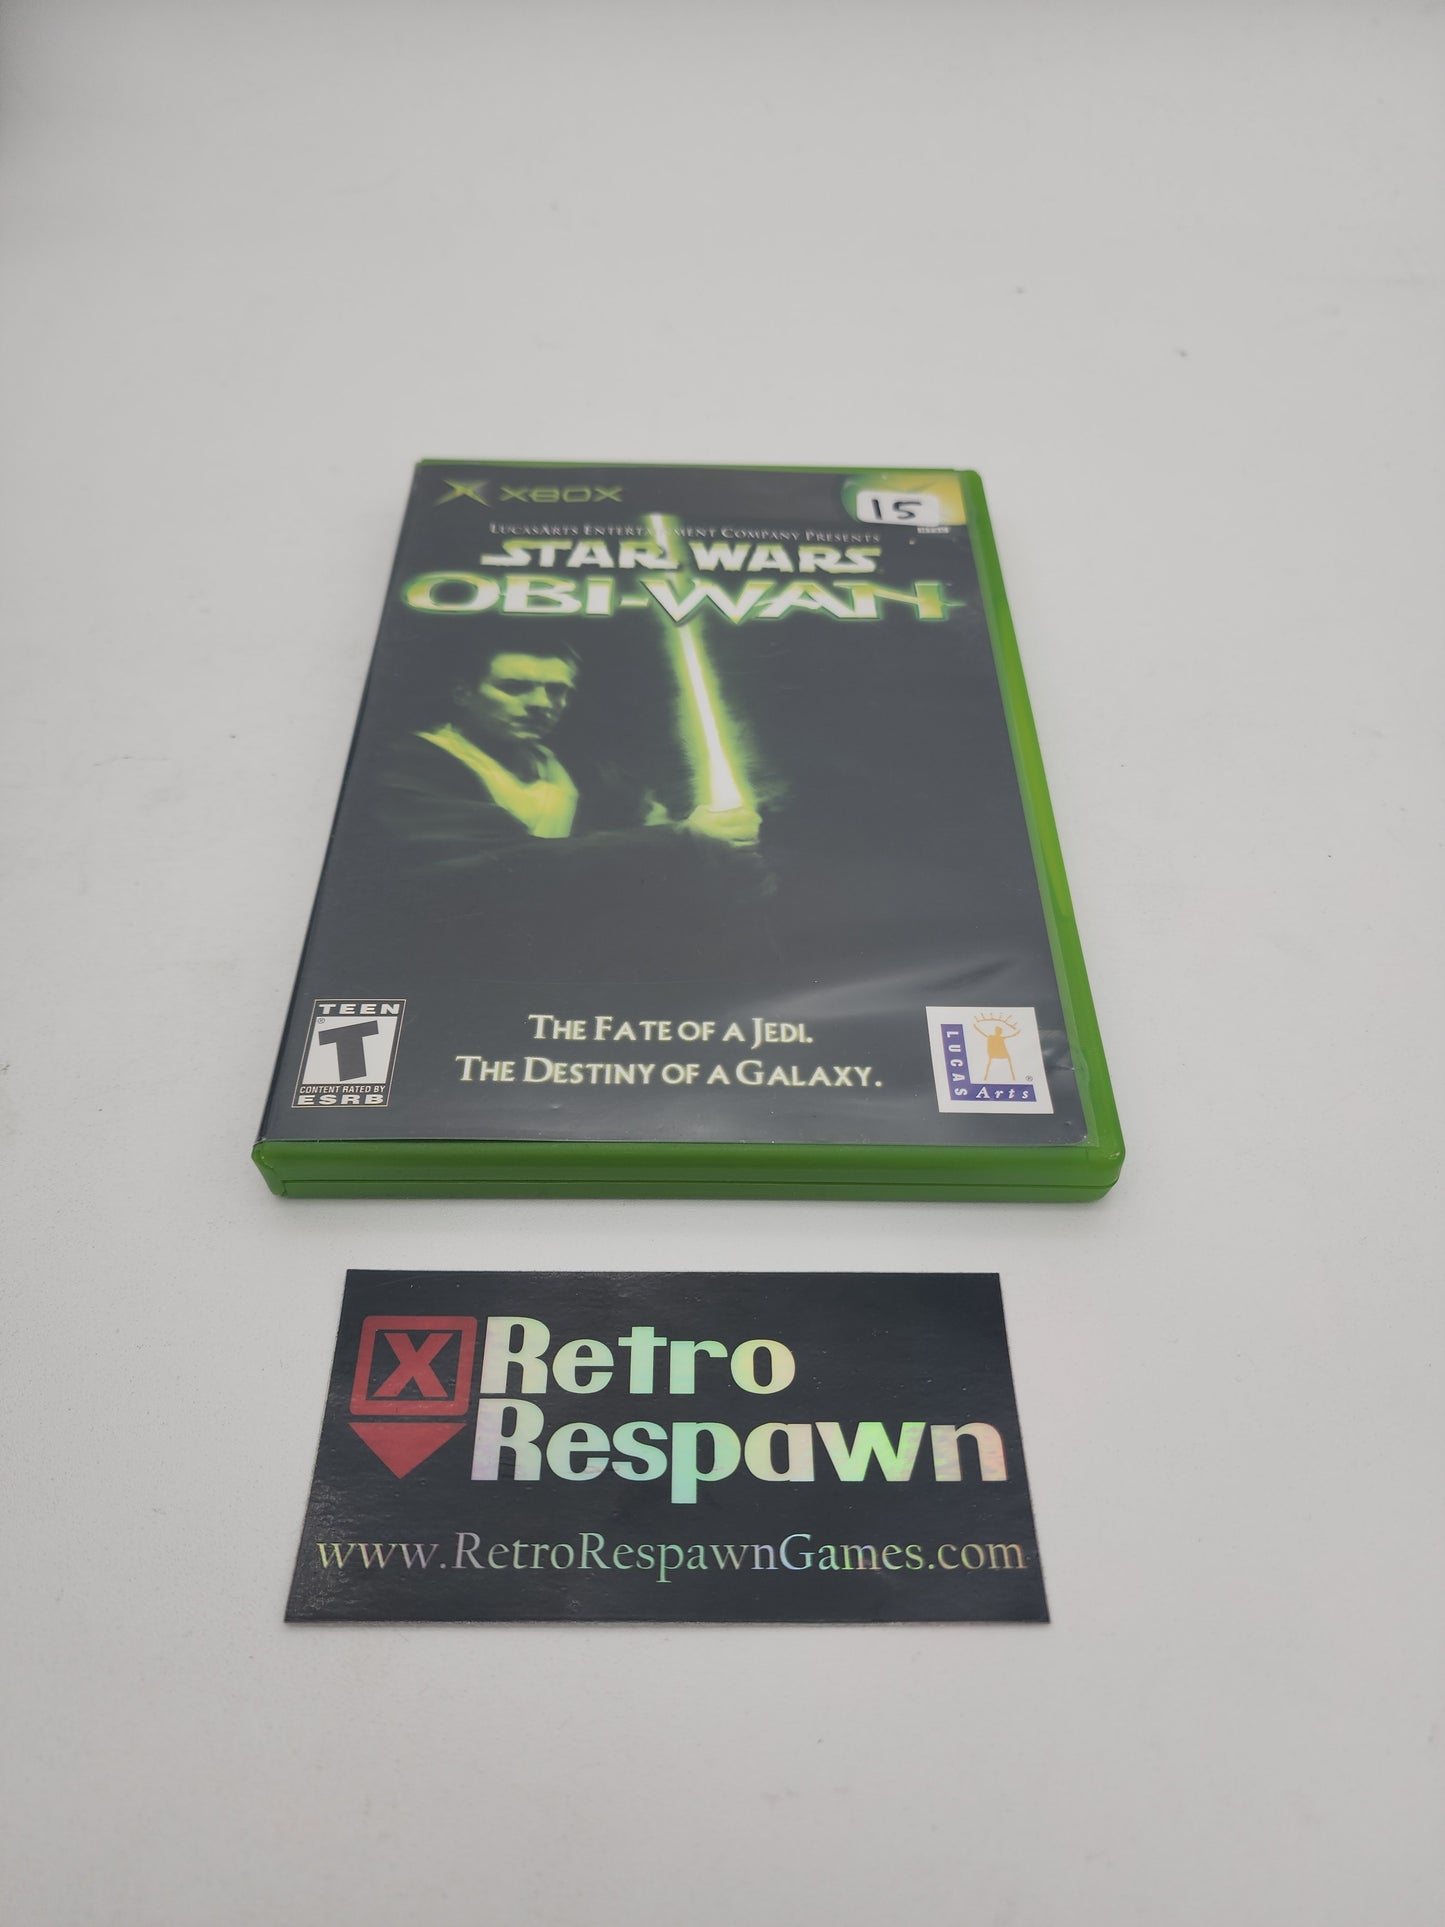 XBOX
15
NTSC
LUCASARTS ENTERTAINMENT COMPANY PRESENTS
STAR WARS
OBI-WAN
TEEN
T
CONTENT RATED BY
ESRB
THE FATE OF A JEDI.
THE DESTINY OF A GALAXY.
LUCAS
Arts
X Retro
Respawn
www.RetroRespawnGames.com